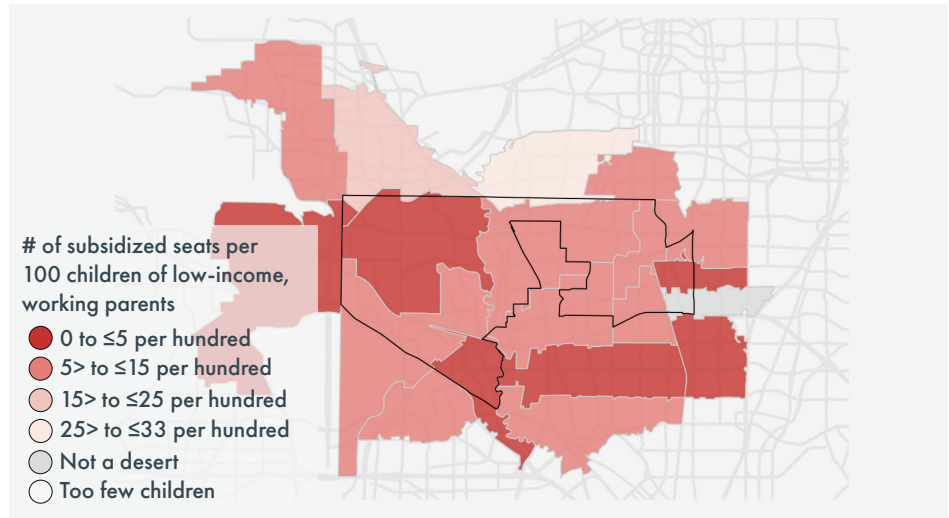 # of subsidized seats per
100 children of low-income,
working parents
0 to ≤5 per hundred
5> to ≤15 per hundred
15> to ≤25 per hundred
25> to ≤33 per hundred
Not a desert
Too few children